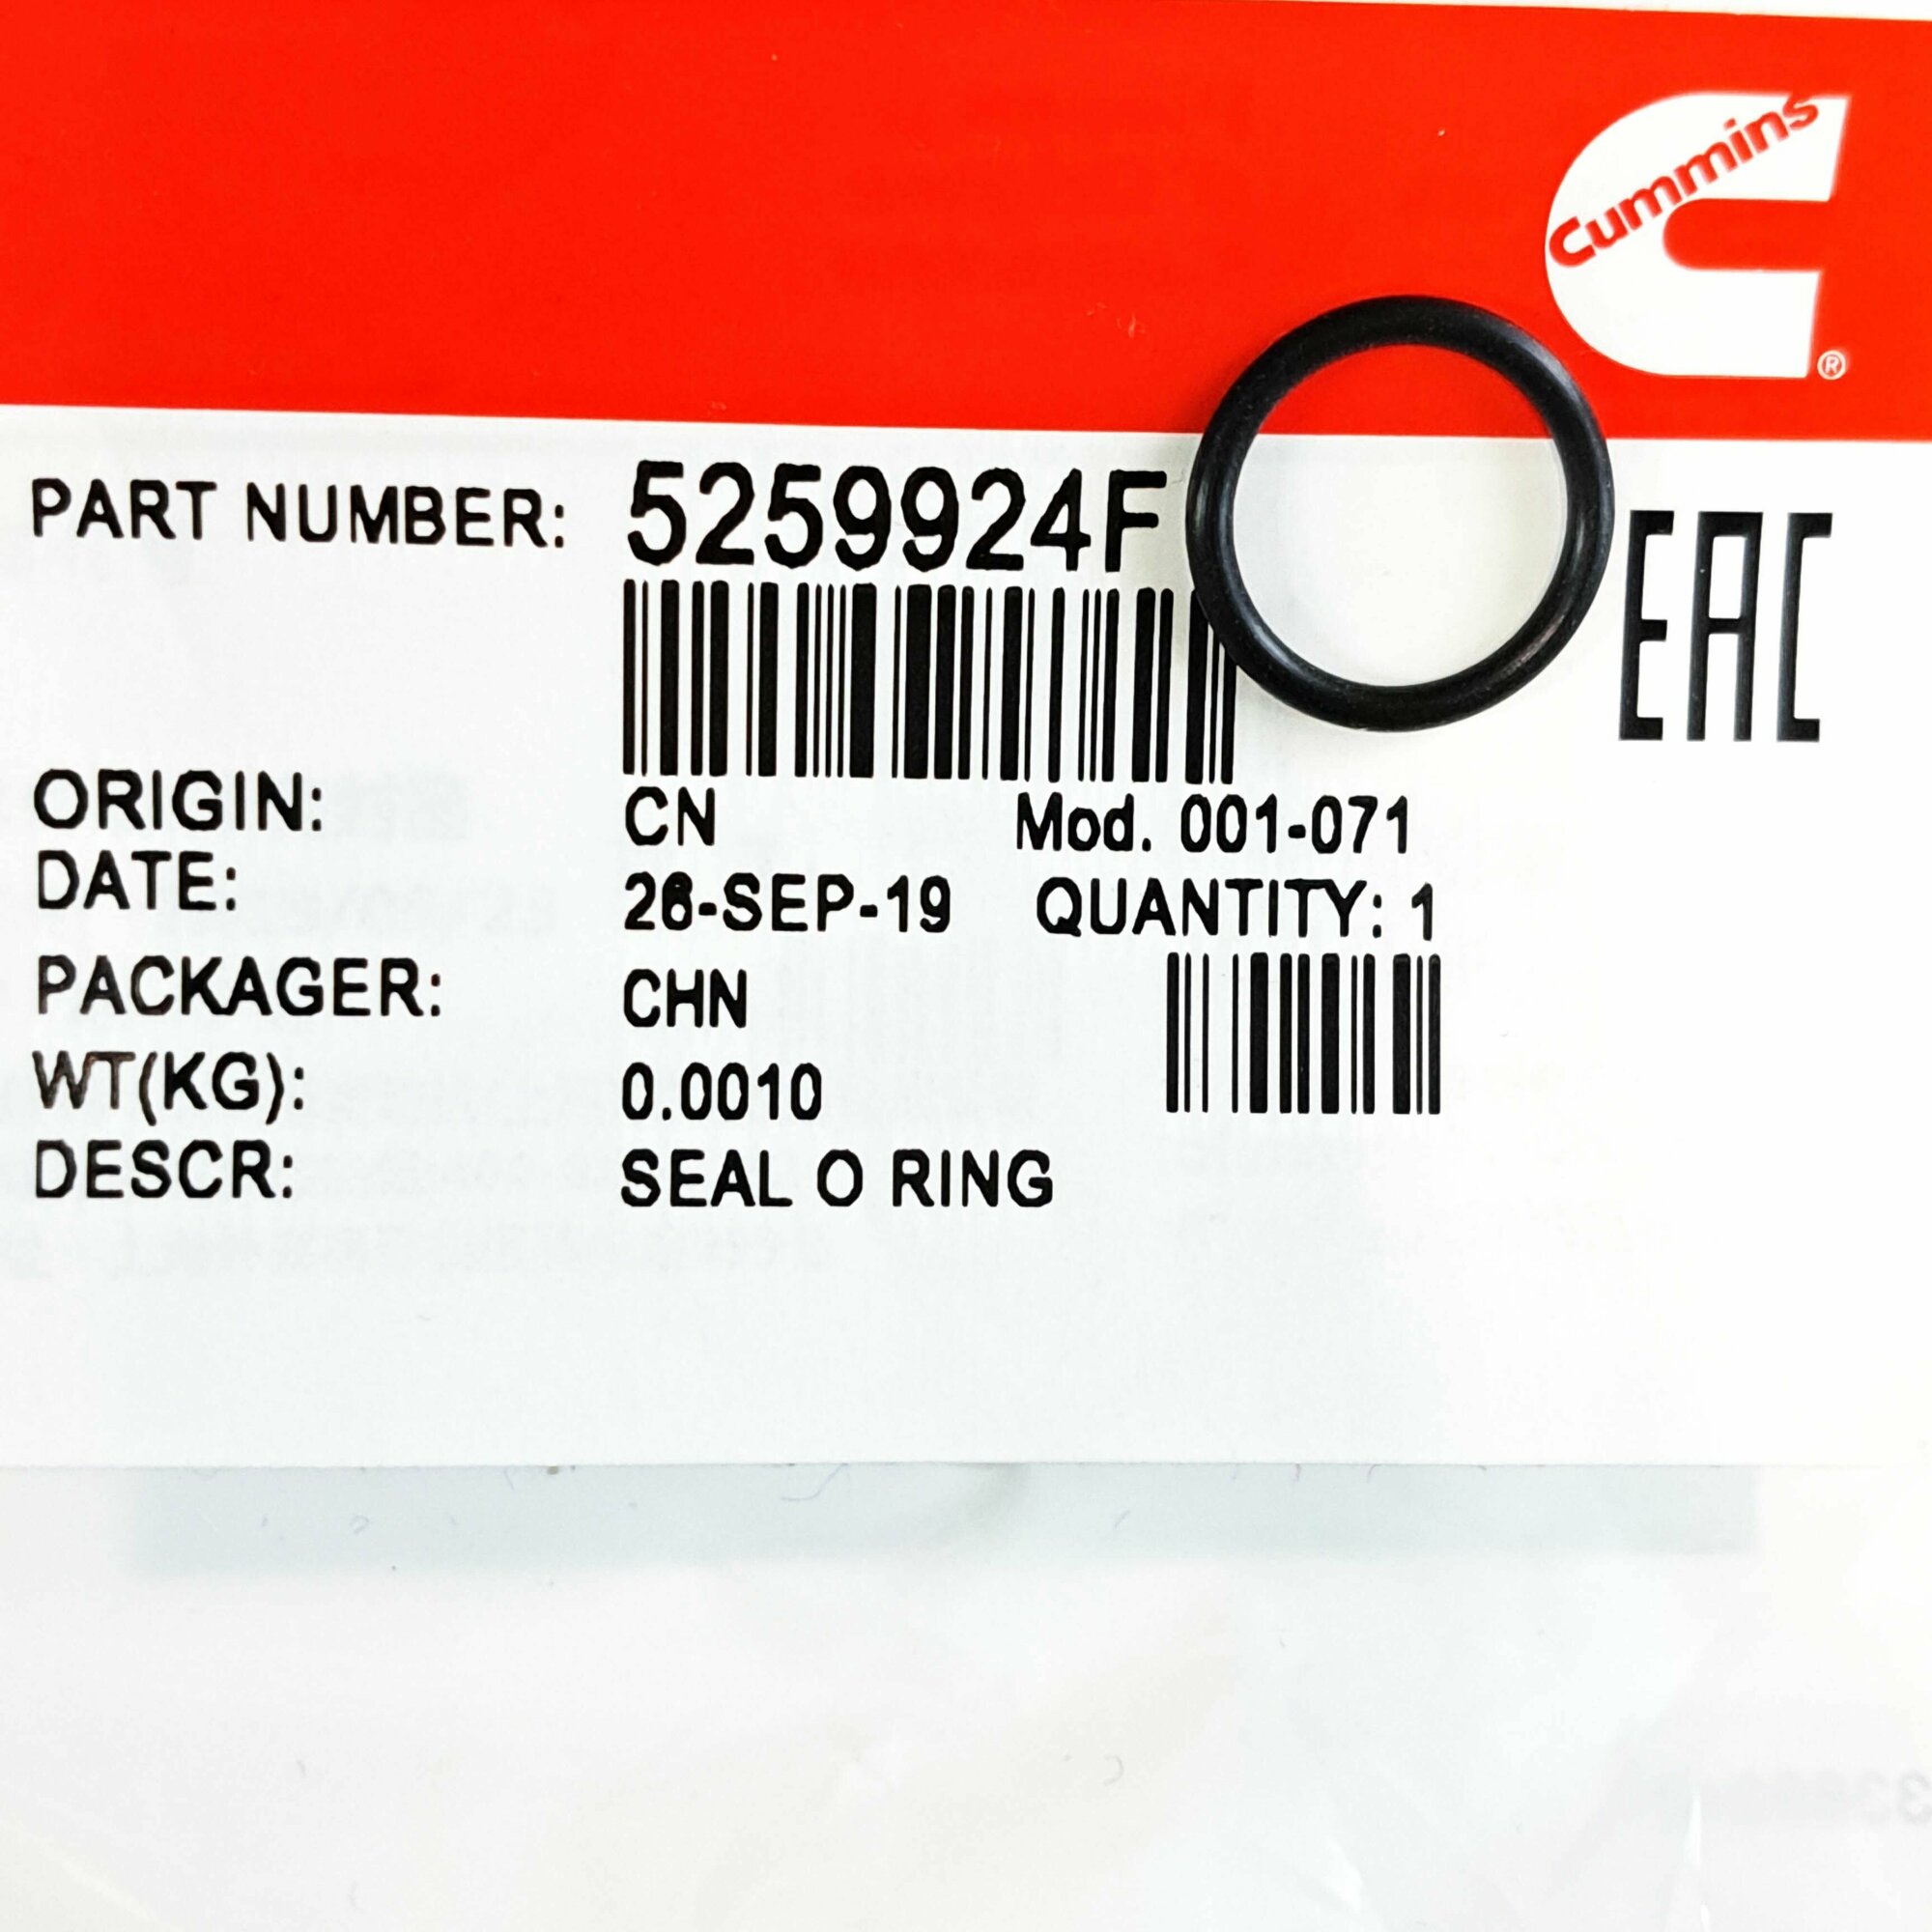 Cummins
®
PART NUMBER: 5259924F
EAC
ORIGIN: CN Mod. 001-071
DATE: 26-SEP-19 QUANTITY: 1
PACKAGER: CHN
WT(KG): 0.0010
DESCR: SEAL O RING